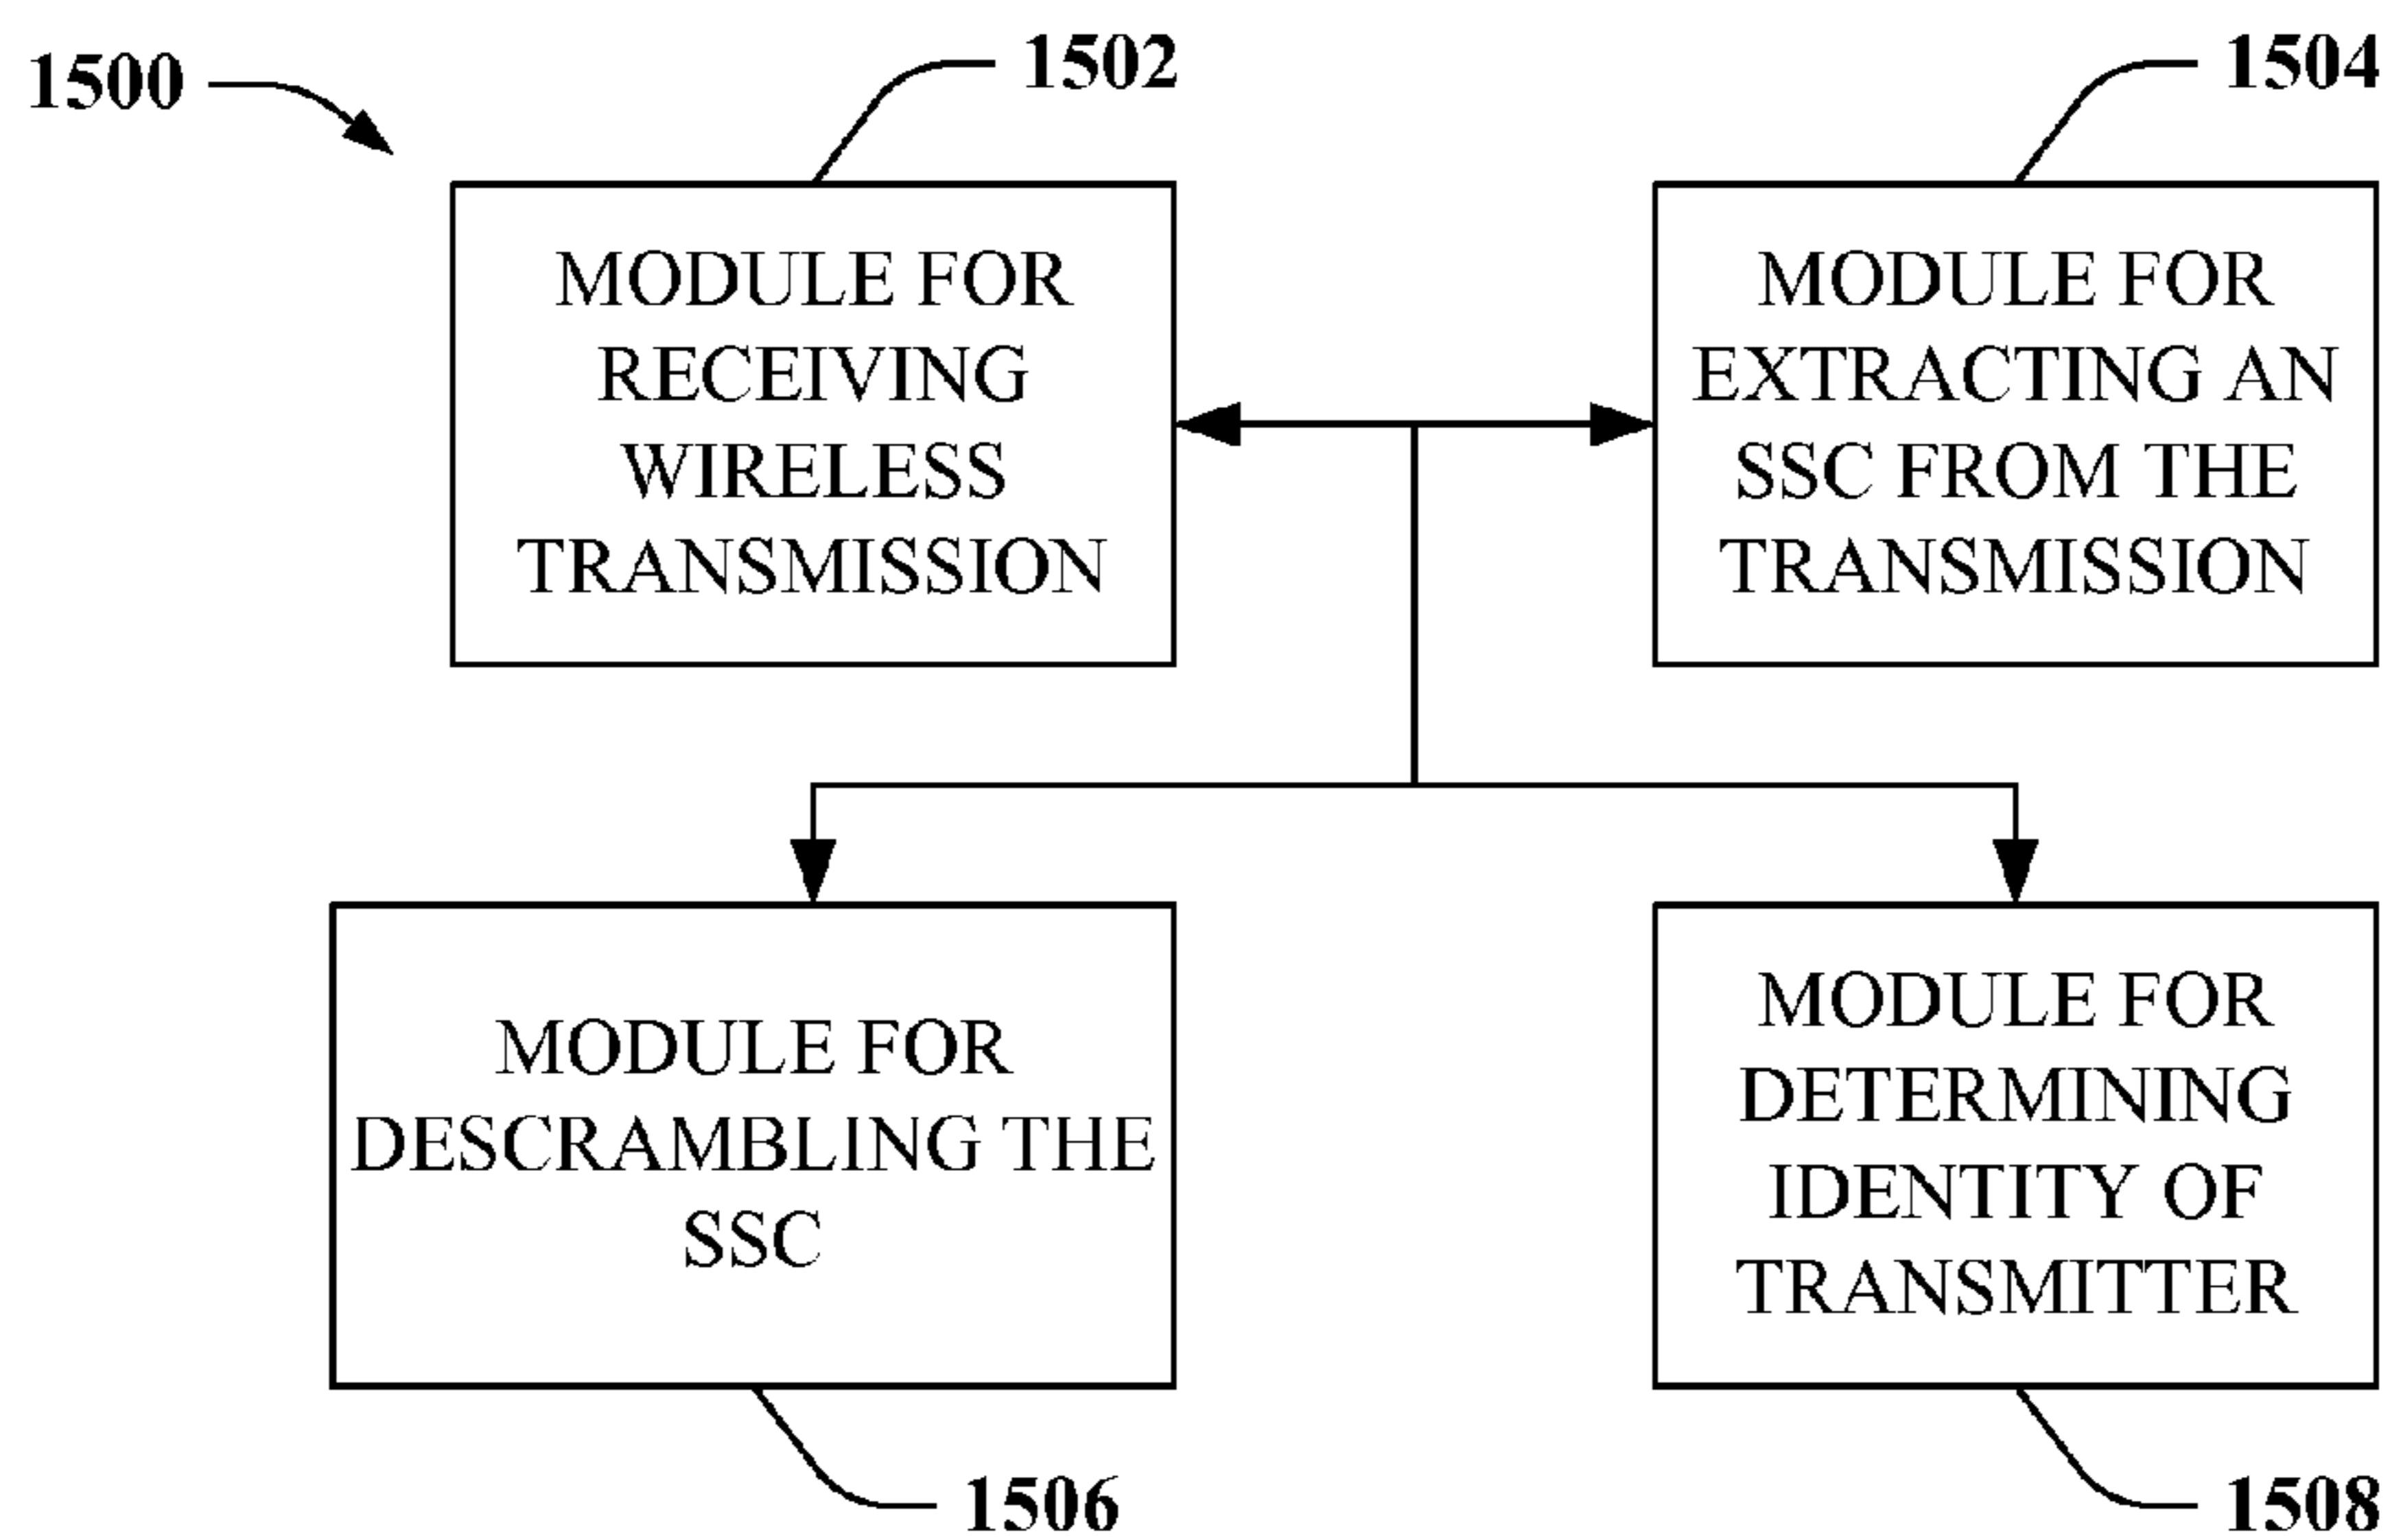 1500
1502
1504
MODULE FOR
RECEIVING
WIRELESS
TRANSMISSION
MODULE FOR
EXTRACTING AN
SSC FROM THE
TRANSMISSION
MODULE FOR
DESCRAMBLING THE
SSC
MODULE FOR
DETERMINING
IDENTITY OF
TRANSMITTER
1506
1508